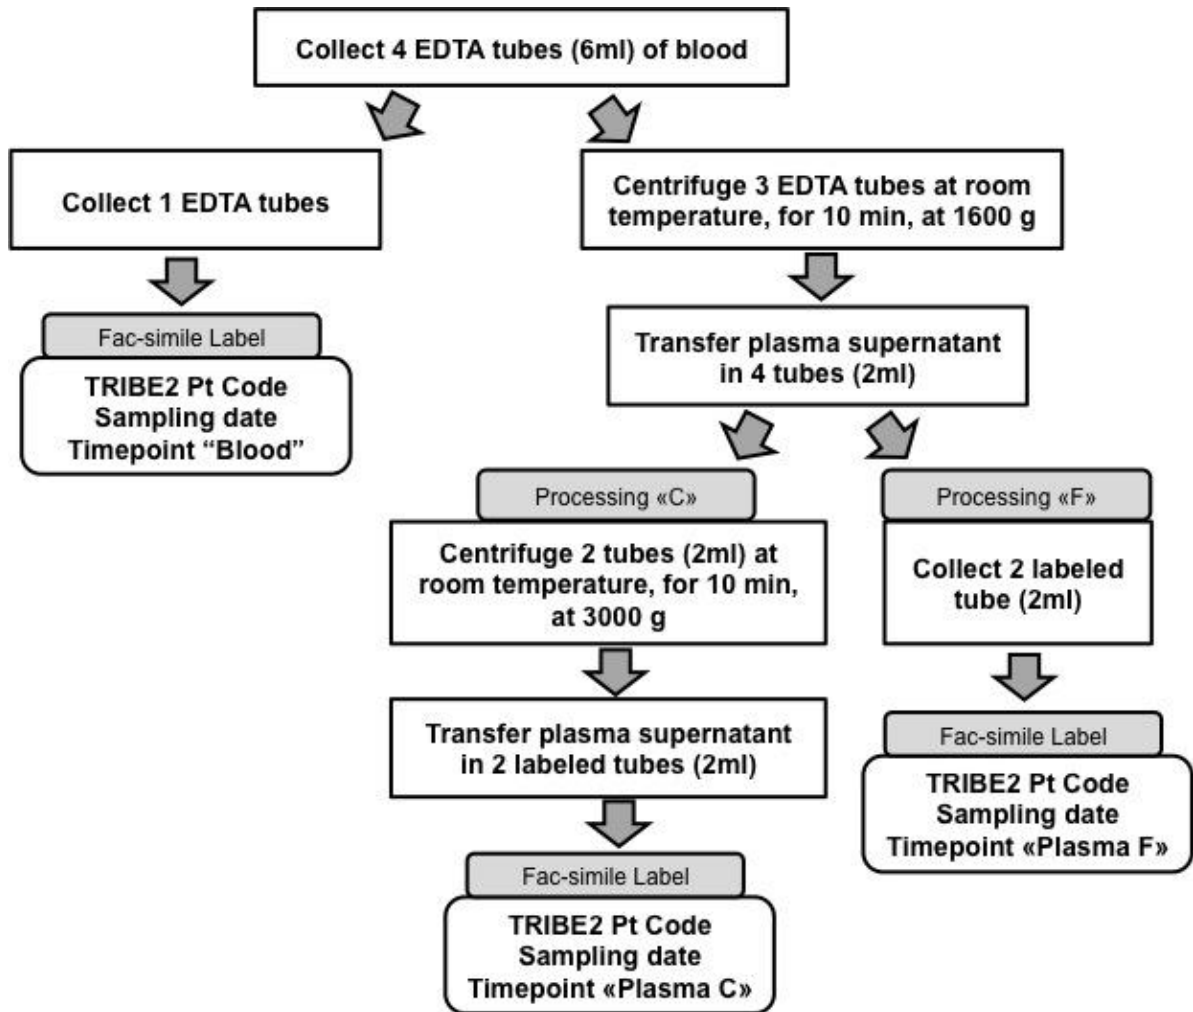 Collect 4 EDTA tubes (6ml) of blood
Collect 1 EDTA tubes
Centrifuge 3 EDTA tubes at room
temperature, for 10 min, at 1600 g
Fac-simile Label
TRIBE2 Pt Code
Sampling date
Timepoint “Blood”
Transfer plasma supernatant
in 4 tubes (2ml)
Processing «C»
Centrifuge 2 tubes (2ml) at
room temperature, for 10 min,
at 3000 g
Transfer plasma supernatant
in 2 labeled tubes (2ml)
Fac-simile Label
TRIBE2 Pt Code
Sampling date
Timepoint «Plasma C»
Processing «F»
Collect 2 labeled
tube (2ml)
Fac-simile Label
TRIBE2 Pt Code
Sampling date
Timepoint «Plasma F»